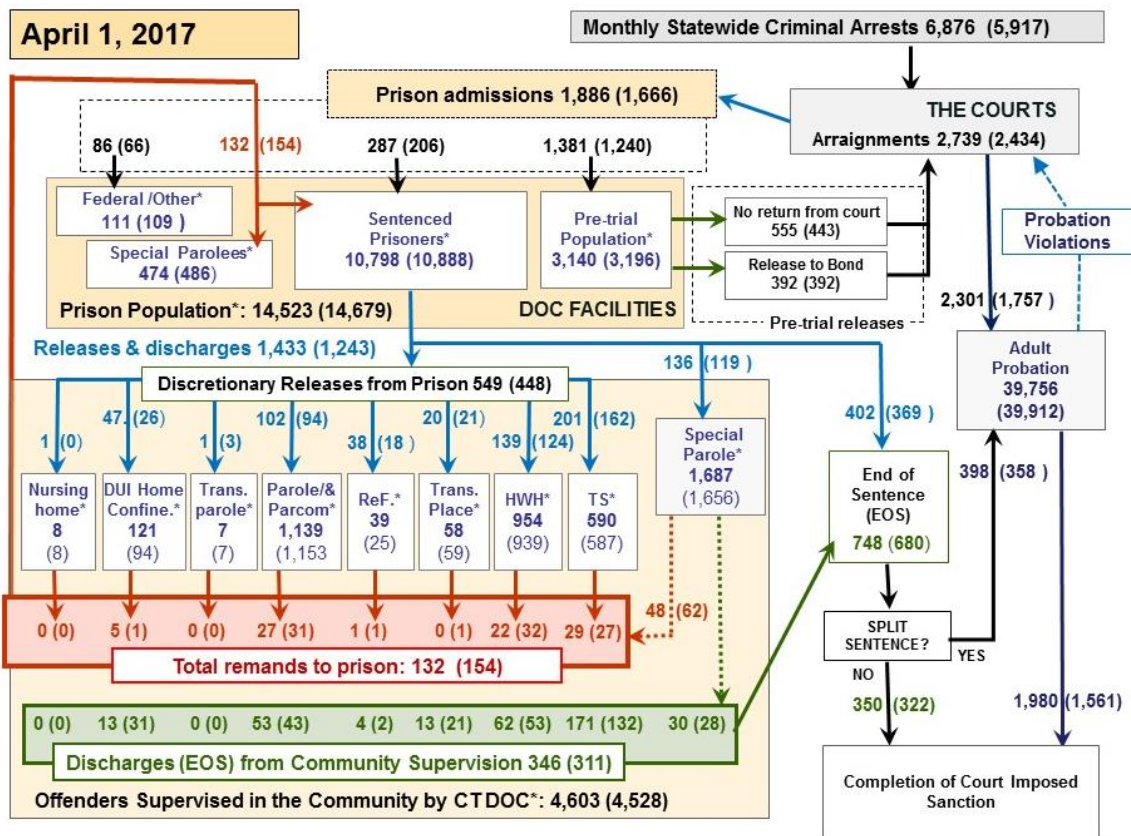 April 1, 2017
Monthly Statewide Criminal Arrests 6,876 (5,917)
Prison admissions 1,886 (1,666)
THE COURTS
Arraignments 2,739 (2,434)
86 (66)
132 (154)
287 (206)
1,381 (1,240)
Federal /Other*
111 (109 )
Special Parolees*
474 (486)
Sentenced
Prisoners*
10,798 (10,888)
Pre-trial
Population*
3,140 (3,196)
No return from court
555 (443)
Release to Bond
392 (392)
Pre-trial releases
Probation
Violations
Prison Population*: 14,523 (14,679)
DOC FACILITIES
2,301 (1,757 )
Releases & discharges 1,433 (1,243)
136 (119 )
Adult
Probation
39,756
(39,912)
Discretionary Releases from Prison 549 (448)
402 (369 )
1 (0)
47. (26)
1 (3)
102 (94)
38 (18 )
20 (21)
139 (124)
201 (162)
Special
Parole*
1,687
(1,656)
398 (358 )
End of
Sentence
(EOS)
748 (680)
Nursing
home*
8
(8)
DUI Home
Confine.*
121
(94)
Trans.
parole*
7
(7)
Parole/&
Parcom*
1,139
(1,153
ReF.*
39
(25)
Trans.
Place*
58
(59)
HWH*
954
(939)
TS*
590
(587)
48 (62)
0 (0)
5 (1)
0 (0)
27 (31)
1 (1)
0 (1)
22 (32)
29 (27)
Total remands to prison: 132 (154)
SPLIT
SENTENCE?
YES
NO
350 (322)
1,980 (1,561)
0 (0)
13 (31)
0 (0)
53 (43)
4 (2)
13 (21)
62 (53)
171 (132)
30 (28)
Discharges (EOS) from Community Supervision 346 (311)
Completion of Court Imposed
Sanction
Offenders Supervised in the Community by CTDOC*: 4,603 (4,528)